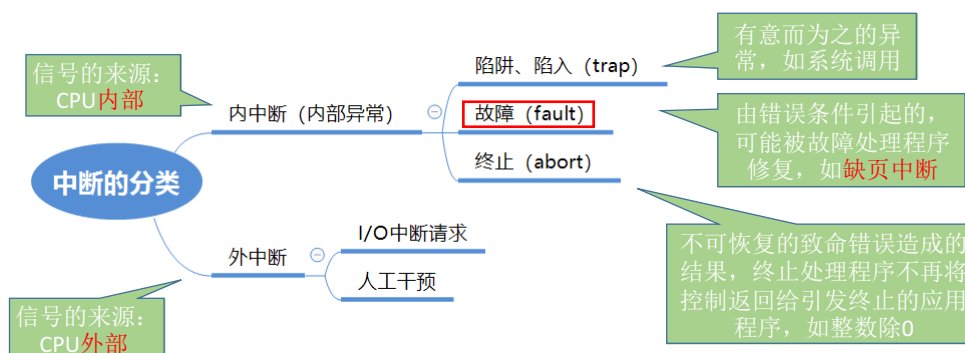 有意而为之的异
常，如系统调用
信号的来源：
CPU内部
陷阱、陷入（trap）
内中断（内部异常）
故障（fault）
由错误条件引起的，
可能被故障处理程序
修复，如缺页中断
终止（abort）
中断的分类
I/O中断请求
外中断
人工干预
不可恢复的致命错误造成的
结果，终止处理程序不再将
控制返回给引发终止的应用
程序，如整数除0
信号的来源：
CPU外部